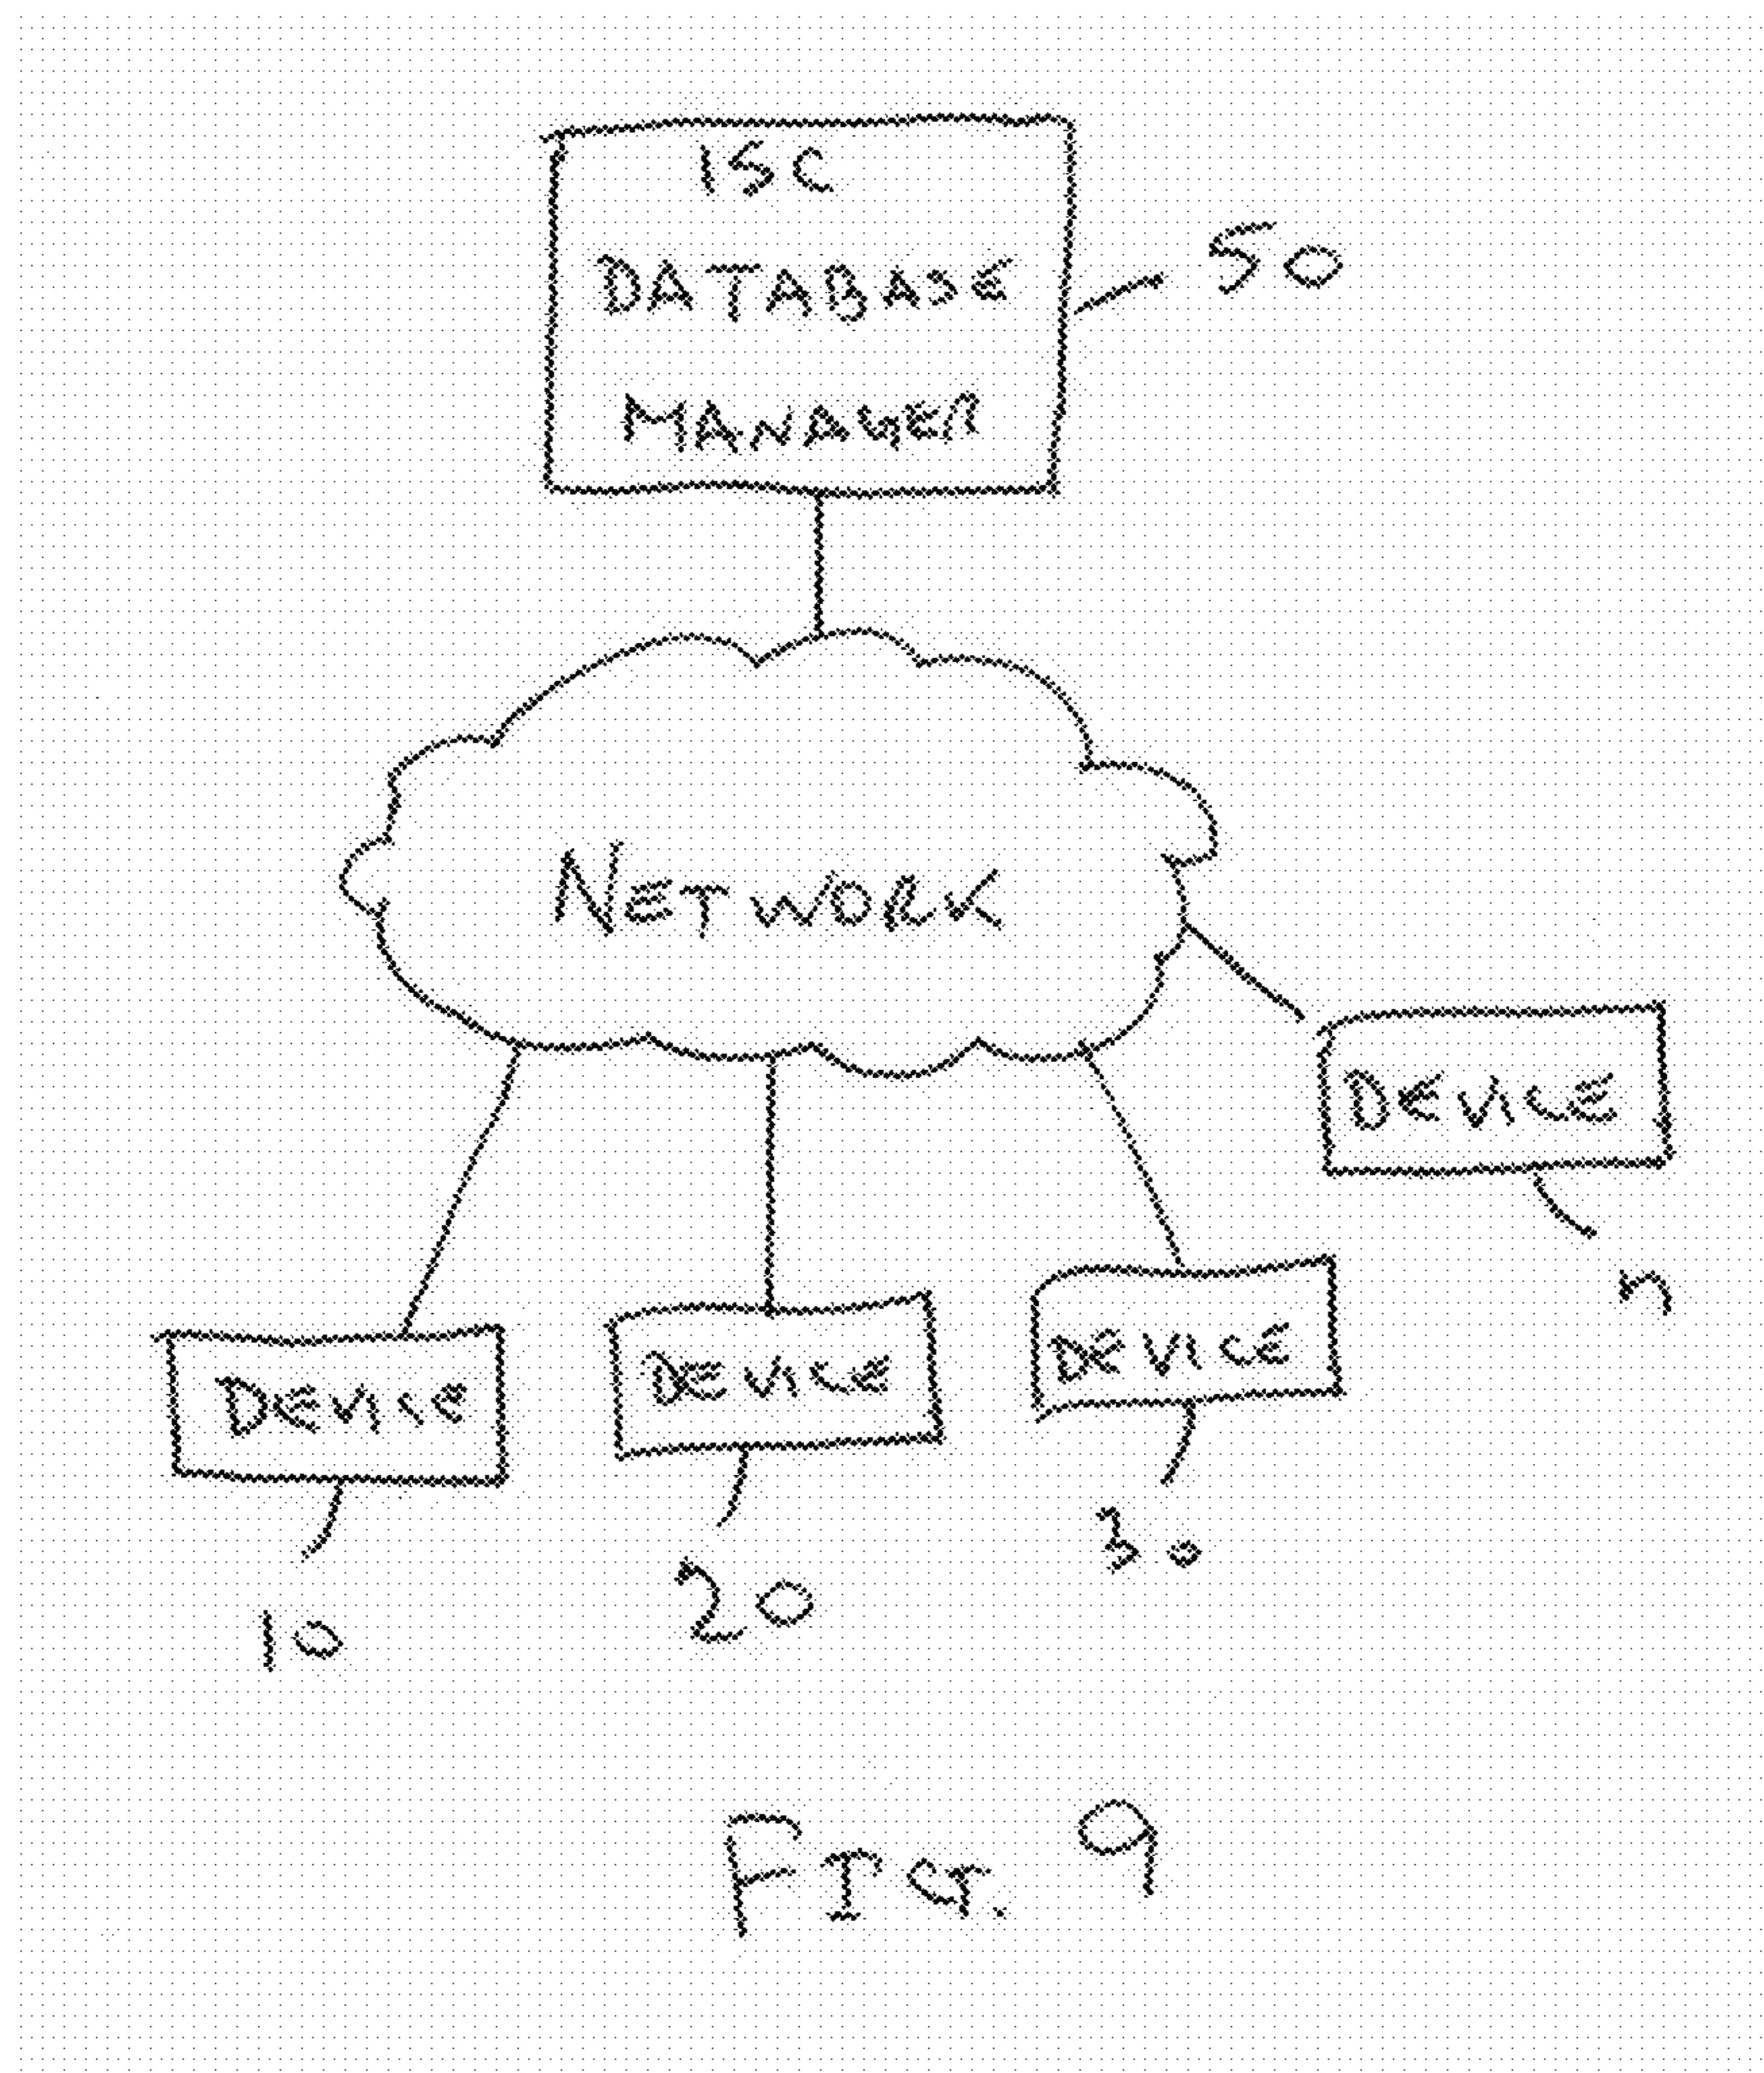 ISC
DATABASE
MANAGER
50
NETWORK
DEVICE
n
DEVICE
10
DEVICE
20
DEVICE
30
FIG. 9